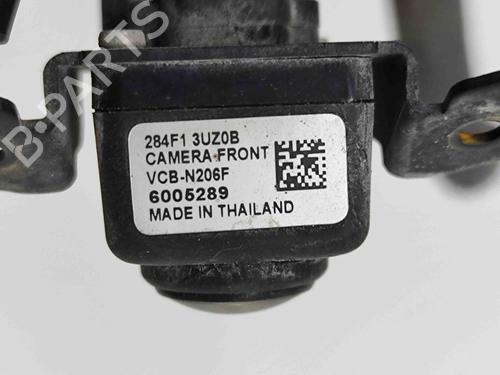 B-PARTS
284F1 3UZ0B
CAMERA FRONT
VCB-N206F
6005289
MADE IN THAILAND